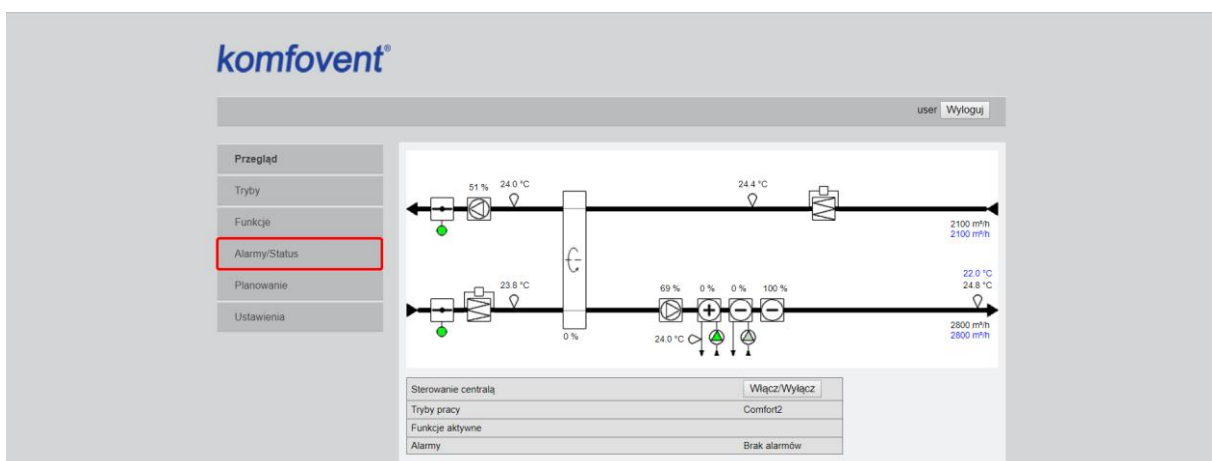 komfovent®
user Wyloguj
Przegląd
Tryby
Funkcje
Alarmy/Status
Planowanie
Ustawienia
51 % 24.0 °C 24.4 °C
2100 m³/h
2100 m³/h
22.0 °C
23.8 °C 69 % 0 % 0 % 100 % 24.8 °C
0 % 24.0 °C 2800 m³/h
2800 m³/h
Sterowanie centralą Włącz/Wyłącz
Tryby pracy Comfort2
Funkcje aktywne
Alarmy Brak alarmów